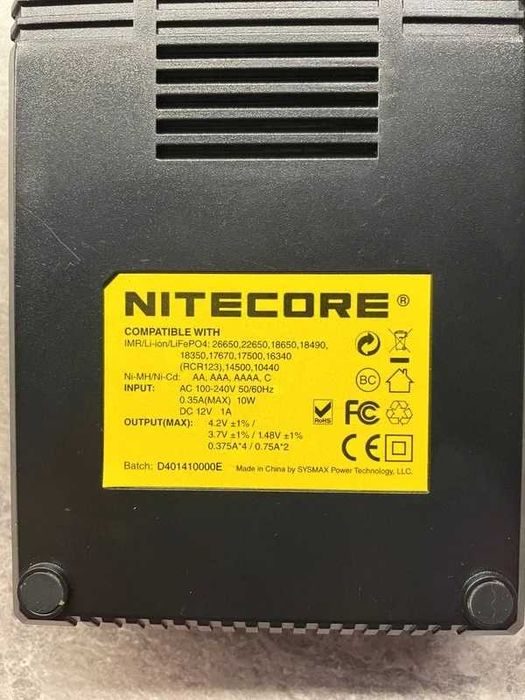 NITECORE ®
COMPATIBLE WITH
IMR/Li-ion/LiFePO4: 26650,22650,18650,18490,
18350,17670,17500,16340
(RCR123),14500,10440
Ni-MH/Ni-Cd: AA, AAA, AAAA, C
INPUT: AC 100-240V 50/60Hz
0.35A(MAX) 10W
DC 12V 1A
OUTPUT(MAX): 4.2V ±1% /
3.7V ±1% / 1.48V ±1%
0.375A*4 / 0.75A*2
Batch: D401410000E
Made in China by SYSMAX Power Technology, LLC.
BC
RoHS
FC
CE